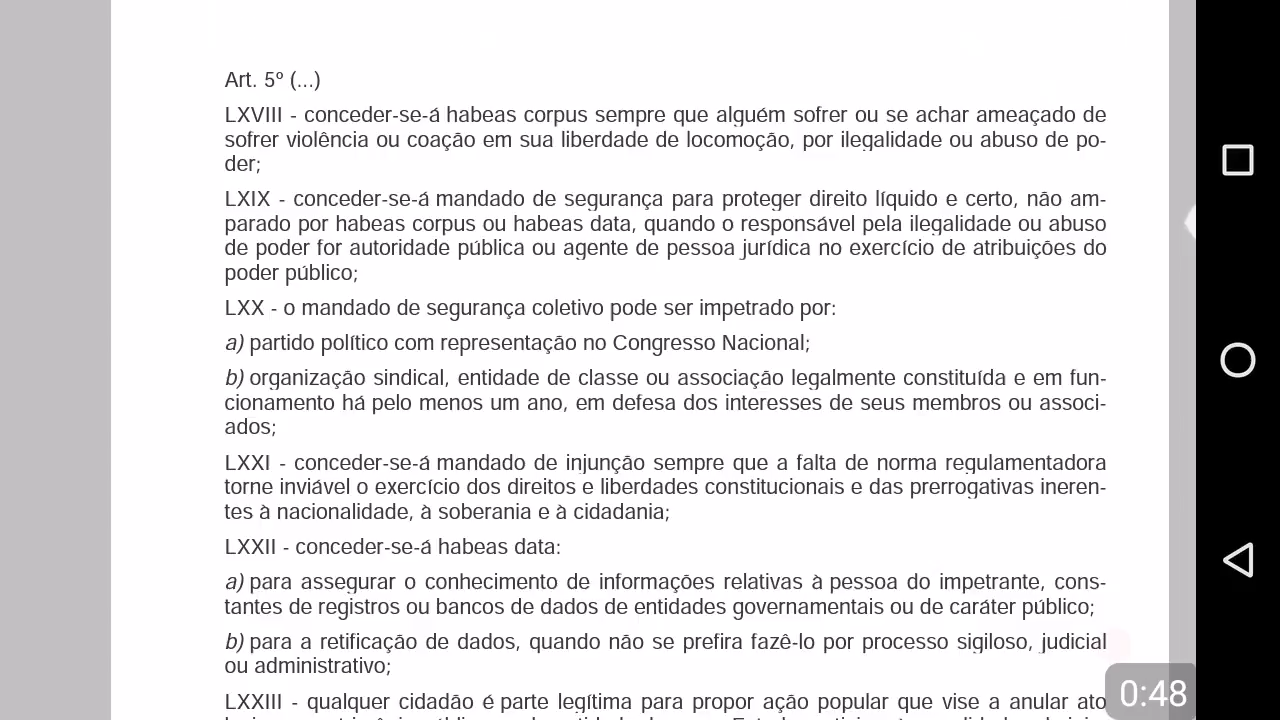 Art. 5º (...)
LXVIII - conceder-se-á habeas corpus sempre que alguém sofrer ou se achar ameaçado de
sofrer violência ou coação em sua liberdade de locomoção, por ilegalidade ou abuso de po-
der;
LXIX - conceder-se-á mandado de segurança para proteger direito líquido e certo, não am-
parado por habeas corpus ou habeas data, quando o responsável pela ilegalidade ou abuso
de poder for autoridade pública ou agente de pessoa jurídica no exercício de atribuições do
poder público;
LXX - o mandado de segurança coletivo pode ser impetrado por:
a) partido político com representação no Congresso Nacional;
b) organização sindical, entidade de classe ou associação legalmente constituída e em fun-
cionamento há pelo menos um ano, em defesa dos interesses de seus membros ou associ-
ados;
LXXI - conceder-se-á mandado de injunção sempre que a falta de norma regulamentadora
torne inviável o exercício dos direitos e liberdades constitucionais e das prerrogativas ineren-
tes à nacionalidade, à soberania e à cidadania;
LXXII - conceder-se-á habeas data:
a) para assegurar o conhecimento de informações relativas à pessoa do impetrante, cons-
tantes de registros ou bancos de dados de entidades governamentais ou de caráter público;
b) para a retificação de dados, quando não se prefira fazê-lo por processo sigiloso, judicial
ou administrativo;
LXXIII - qualquer cidadão é parte legítima para propor ação popular que vise a anular ato
0:48